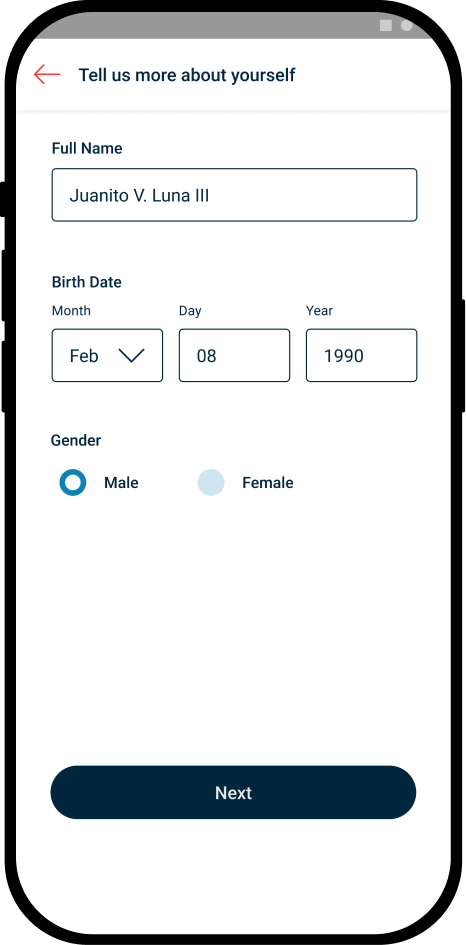 Tell us more about yourself
Full Name
Juanito V. Luna III
Birth Date
Month Day Year
Feb 08 1990
Gender
Male Female
Next